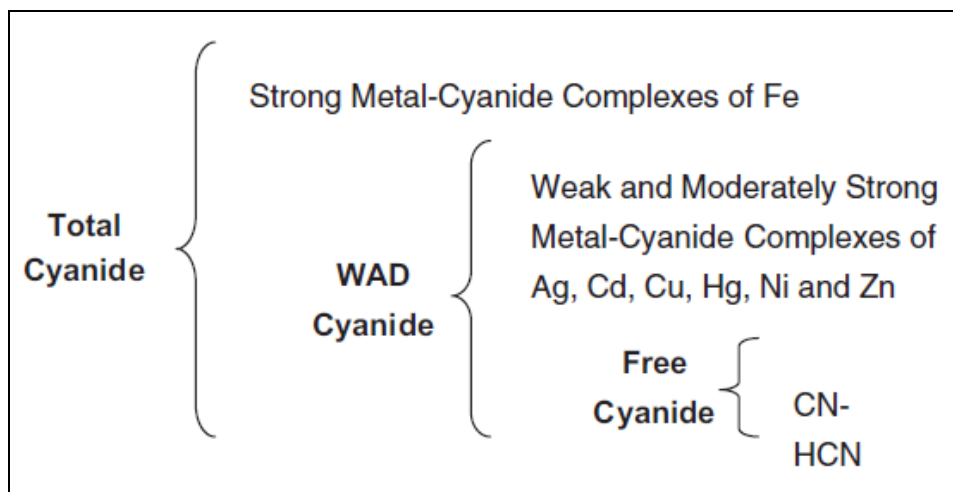 Strong Metal-Cyanide Complexes of Fe
Total
Cyanide
WAD
Cyanide
Weak and Moderately Strong
Metal-Cyanide Complexes of
Ag, Cd, Cu, Hg, Ni and Zn
Free
Cyanide
CN-
HCN